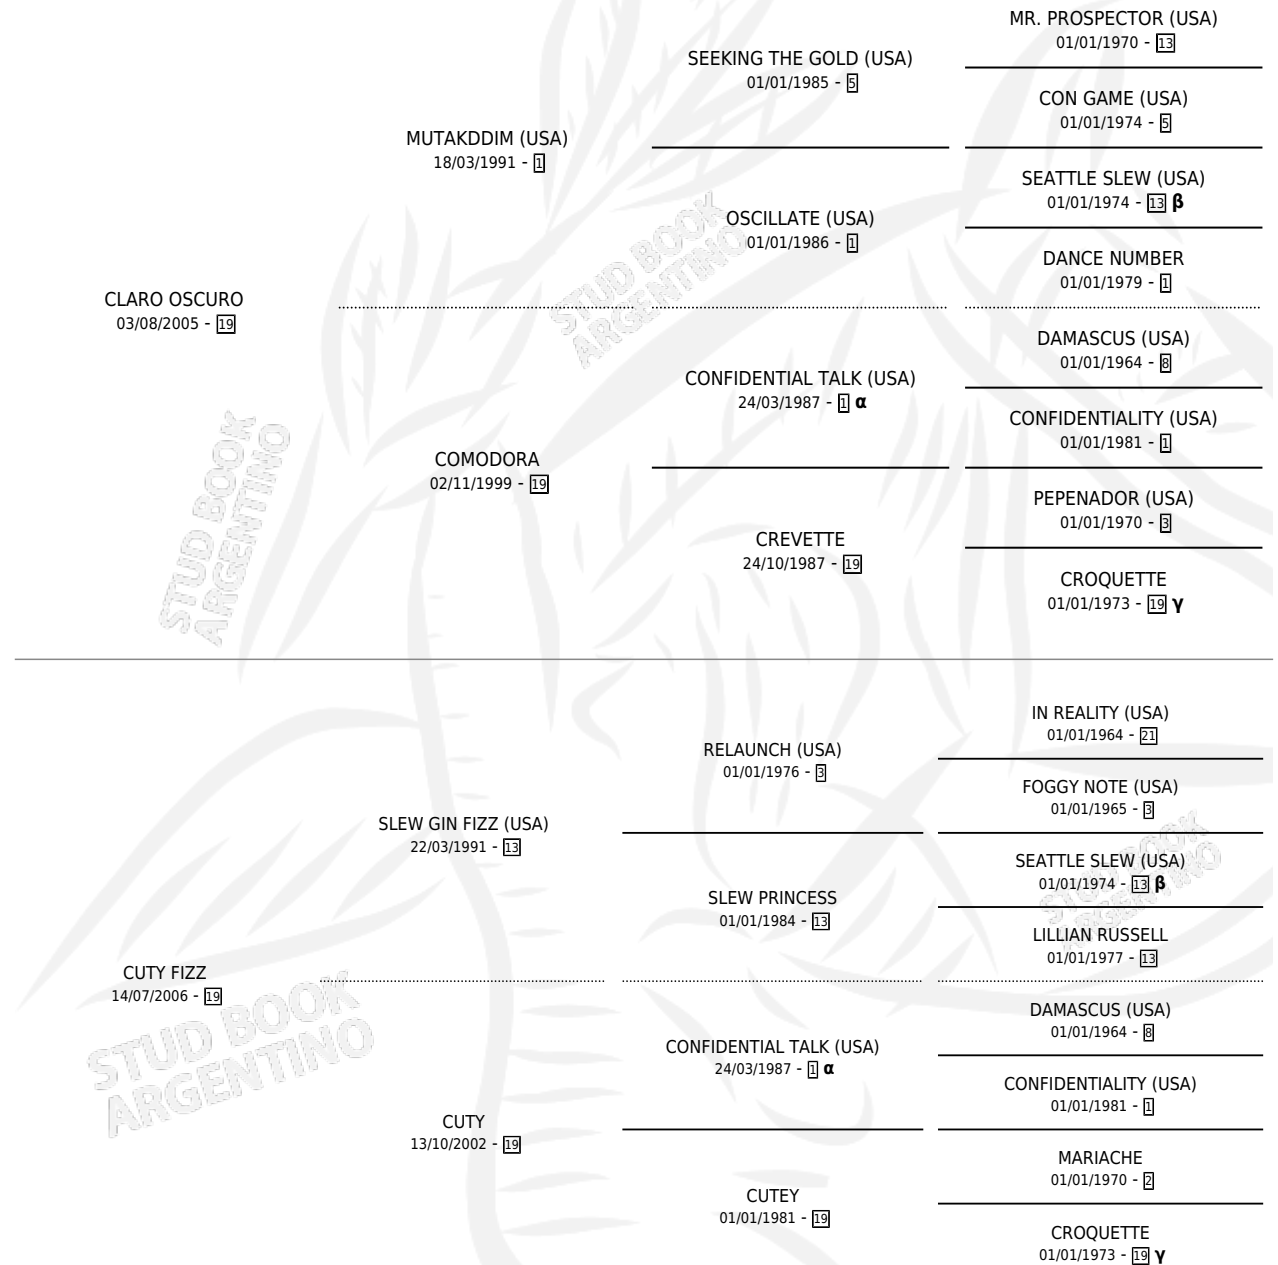 MR. PROSPECTOR (USA)
01/01/1970 - 13
SEEKING THE GOLD (USA)
01/01/1985 - 5
CON GAME (USA)
01/01/1974 - 5
MUTAKDDIM (USA)
18/03/1991 - 1
SEATTLE SLEW (USA)
01/01/1974 - 13 β
OSCILLATE (USA)
01/01/1986 - 1
DANCE NUMBER
01/01/1979 - 1
CLARO OSCURO
03/08/2005 - 19
DAMASCUS (USA)
01/01/1964 - 8
CONFIDENTIAL TALK (USA)
24/03/1987 - 1 α
CONFIDENTIALITY (USA)
01/01/1981 - 1
COMODORA
02/11/1999 - 19
PEPENADOR (USA)
01/01/1970 - 3
CREVETTE
24/10/1987 - 19
CROQUETTE
01/01/1973 - 19 γ
IN REALITY (USA)
01/01/1964 - 21
RELAUNCH (USA)
01/01/1976 - 3
FOGGY NOTE (USA)
01/01/1965 - 3
SLEW GIN FIZZ (USA)
22/03/1991 - 13
SEATTLE SLEW (USA)
01/01/1974 - 13 β
SLEW PRINCESS
01/01/1984 - 13
LILLIAN RUSSELL
01/01/1977 - 13
CUTY FIZZ
14/07/2006 - 19
DAMASCUS (USA)
01/01/1964 - 8
CONFIDENTIAL TALK (USA)
24/03/1987 - 1 α
CONFIDENTIALITY (USA)
01/01/1981 - 1
CUTY
13/10/2002 - 19
MARIACHE
01/01/1970 - 2
CUTEY
01/01/1981 - 19
CROQUETTE
01/01/1973 - 19 γ
STUD BOOK
ARGENTINO
STUD BOOK
ARGENTINO
STUD BOOK
ARGENTINO
STUD BOOK
ARGENTINO